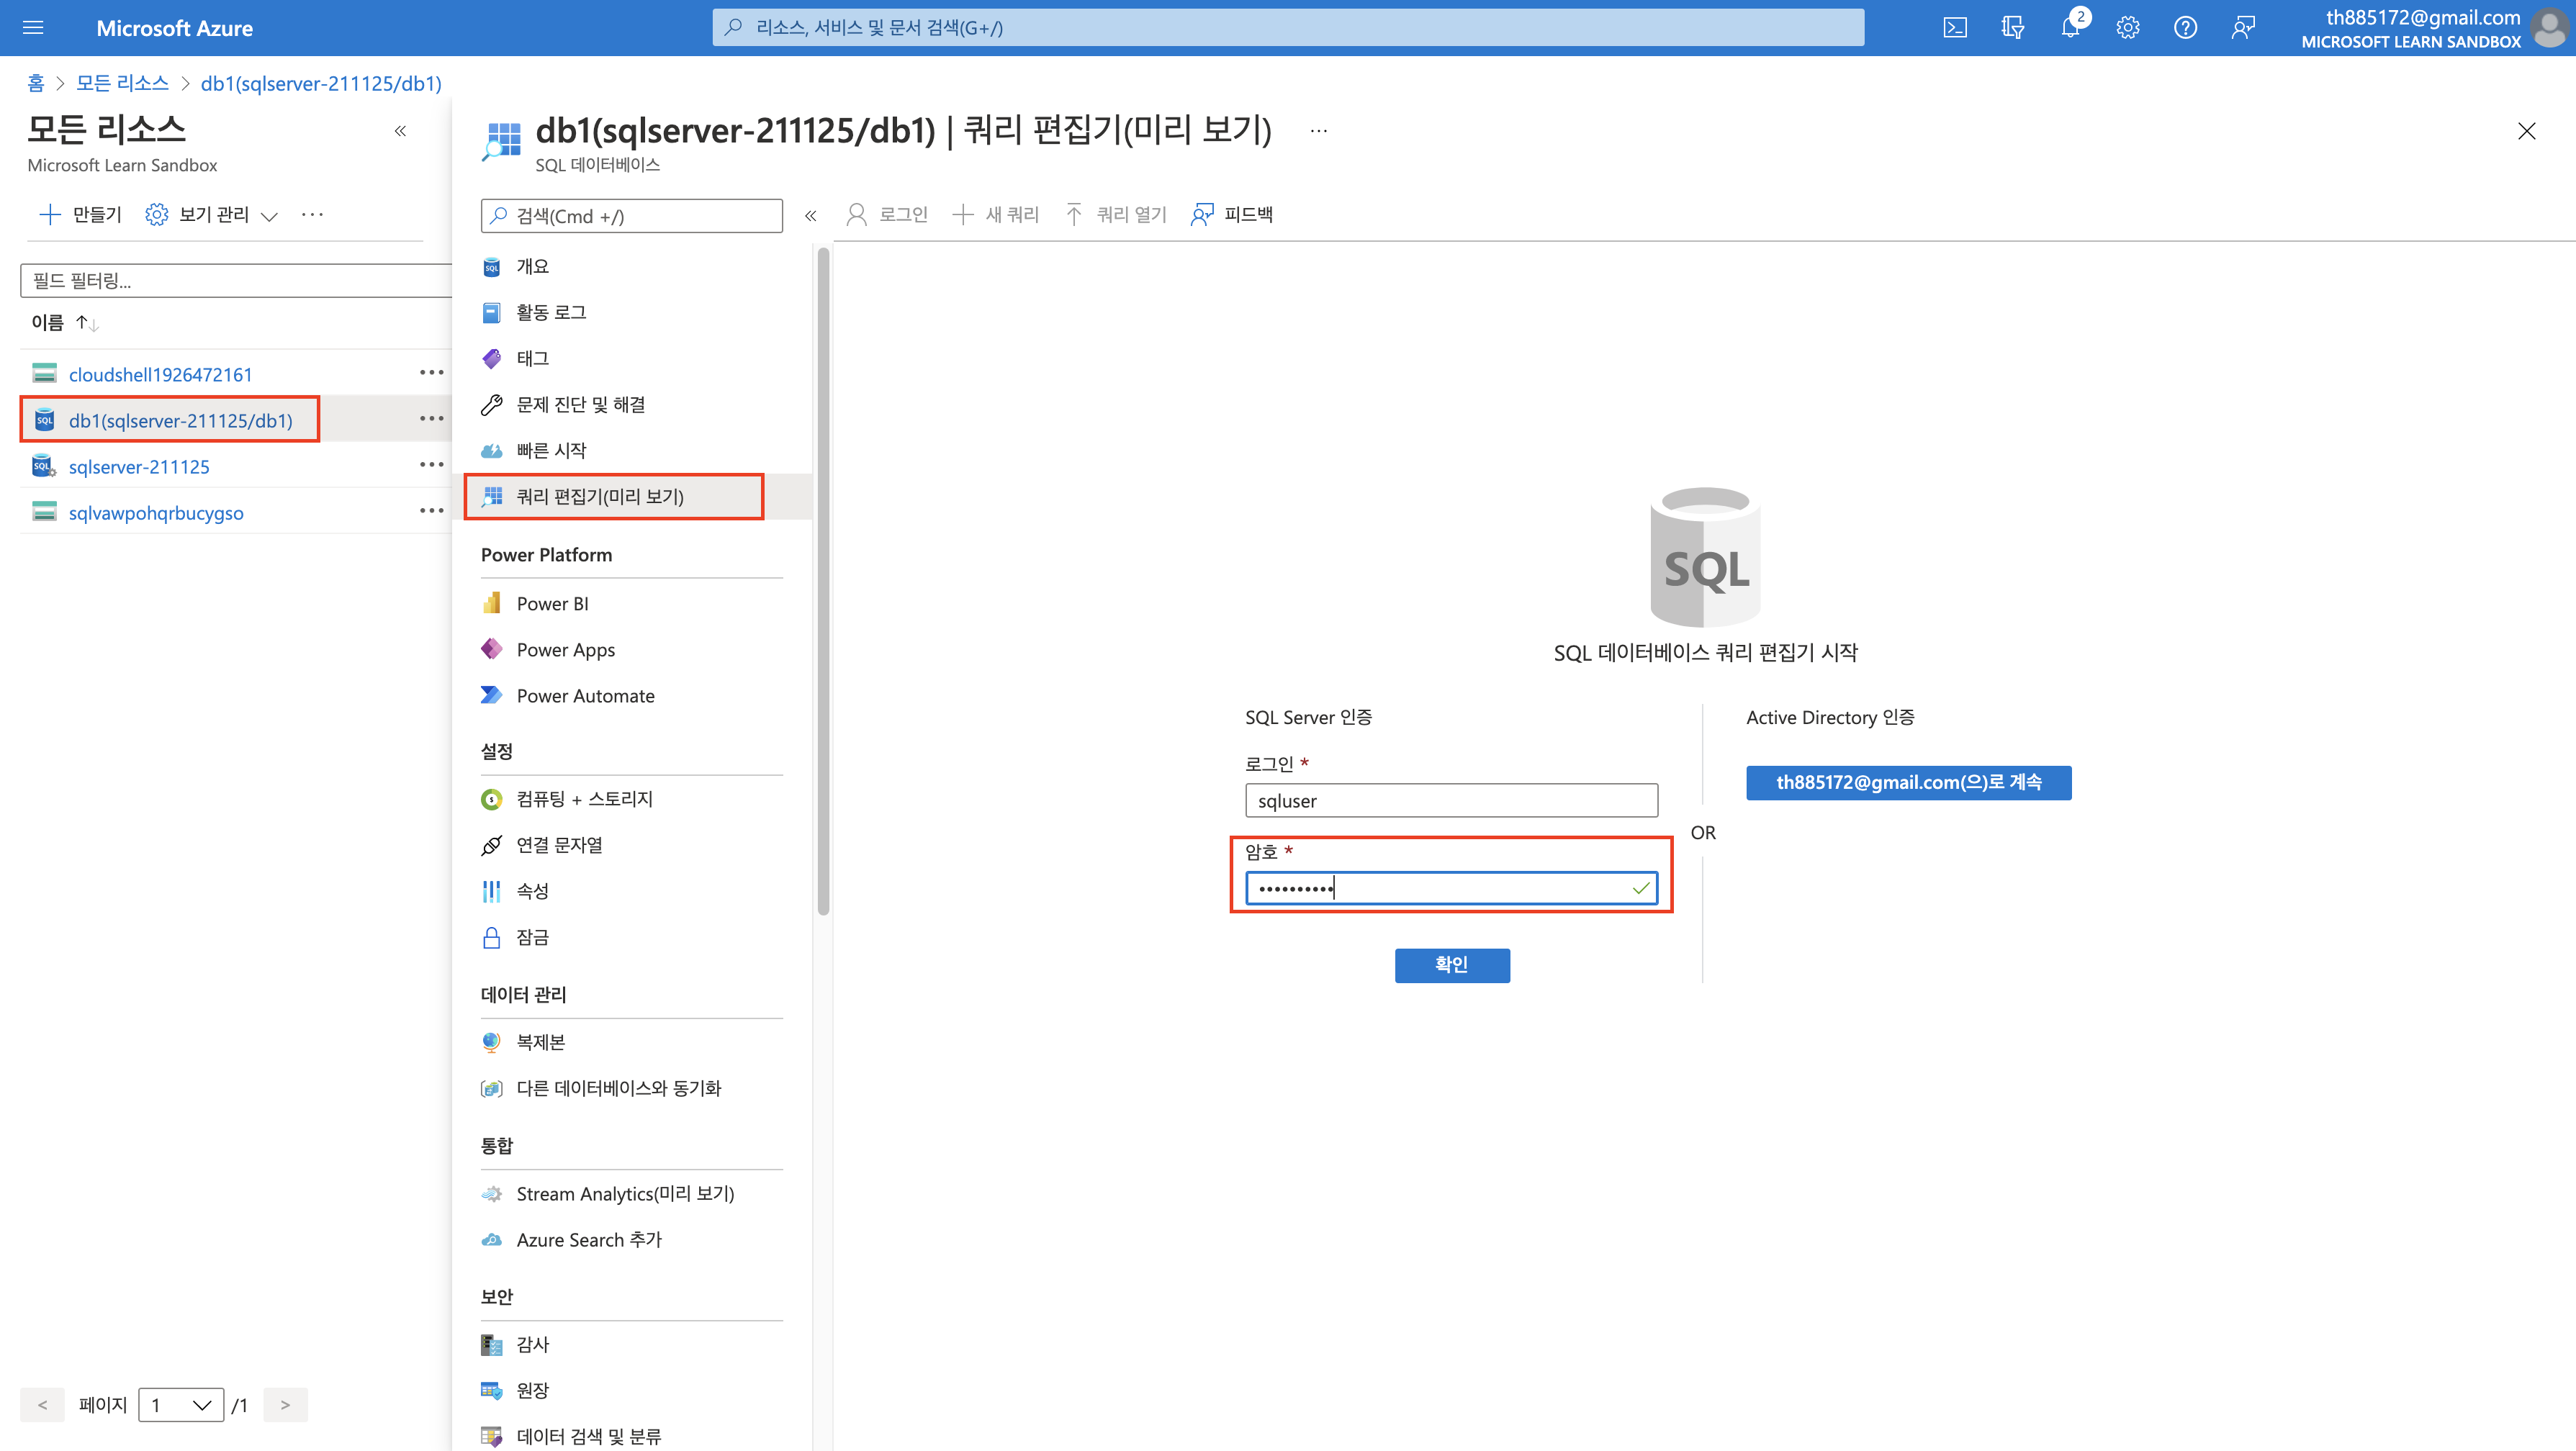 Microsoft Azure
리소스, 서비스 및 문서 검색(G+/)
2
th885172@gmail.com
MICROSOFT LEARN SANDBOX
홈 > 모든 리소스 > db1(sqlserver-211125/db1)
모든 리소스
Microsoft Learn Sandbox
만들기
보기 관리
필드 필터링...
이름
cloudshell1926472161
db1(sqlserver-211125/db1)
sqlserver-211125
sqlvawpohqrbucygso
< 페이지 1 /1 >
db1(sqlserver-211125/db1) | 쿼리 편집기(미리 보기)
SQL 데이터베이스
검색(Cmd +/)
개요
활동 로그
태그
문제 진단 및 해결
빠른 시작
쿼리 편집기(미리 보기)
Power Platform
Power BI
Power Apps
Power Automate
설정
컴퓨팅 + 스토리지
연결 문자열
속성
잠금
데이터 관리
복제본
다른 데이터베이스와 동기화
통합
Stream Analytics(미리 보기)
Azure Search 추가
보안
감사
원장
데이터 검색 및 분류
로그인
새 쿼리
쿼리 열기
피드백
SQL
SQL 데이터베이스 쿼리 편집기 시작
SQL Server 인증
로그인 *
sqluser
암호 *
••••••••••
확인
OR
Active Directory 인증
th885172@gmail.com(으)로 계속